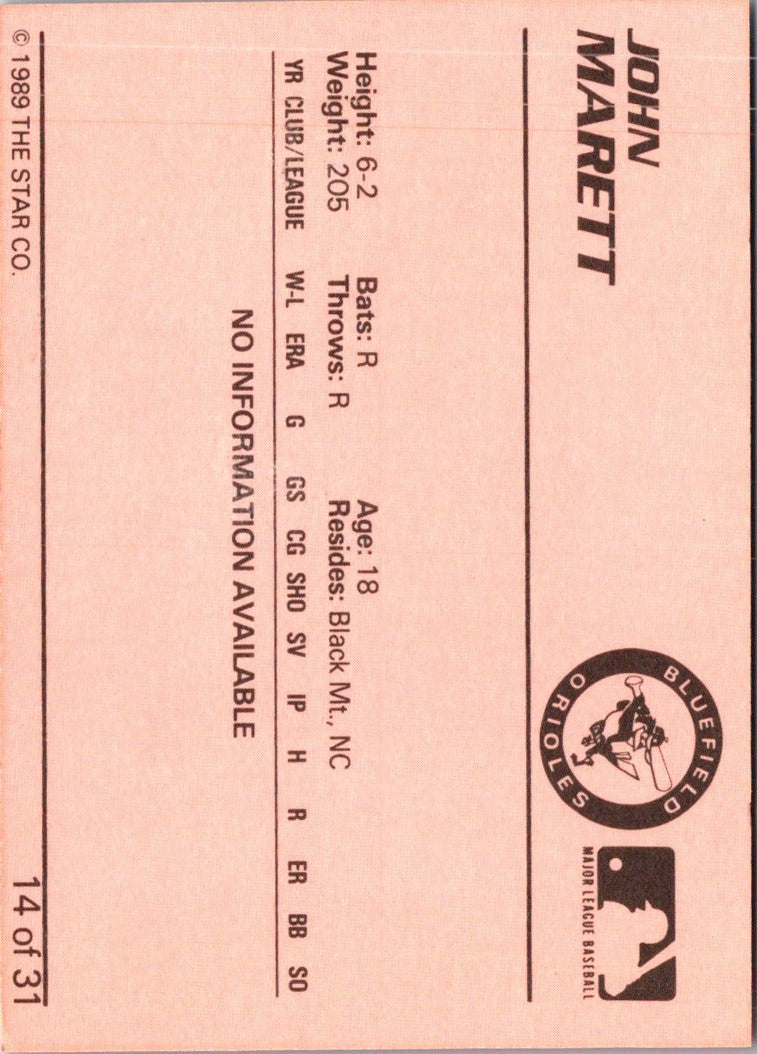 JOHN
MARETT
BLUEFIELD
ORIOLES
MAJOR LEAGUE BASEBALL
Height: 6-2 Bats: R Age: 18
Weight: 205 Throws: R Resides: Black Mt., NC
YR CLUB/LEAGUE W-L ERA G GS CG SHO SV IP H R ER BB SO
NO INFORMATION AVAILABLE
© 1989 THE STAR CO. 14 of 31